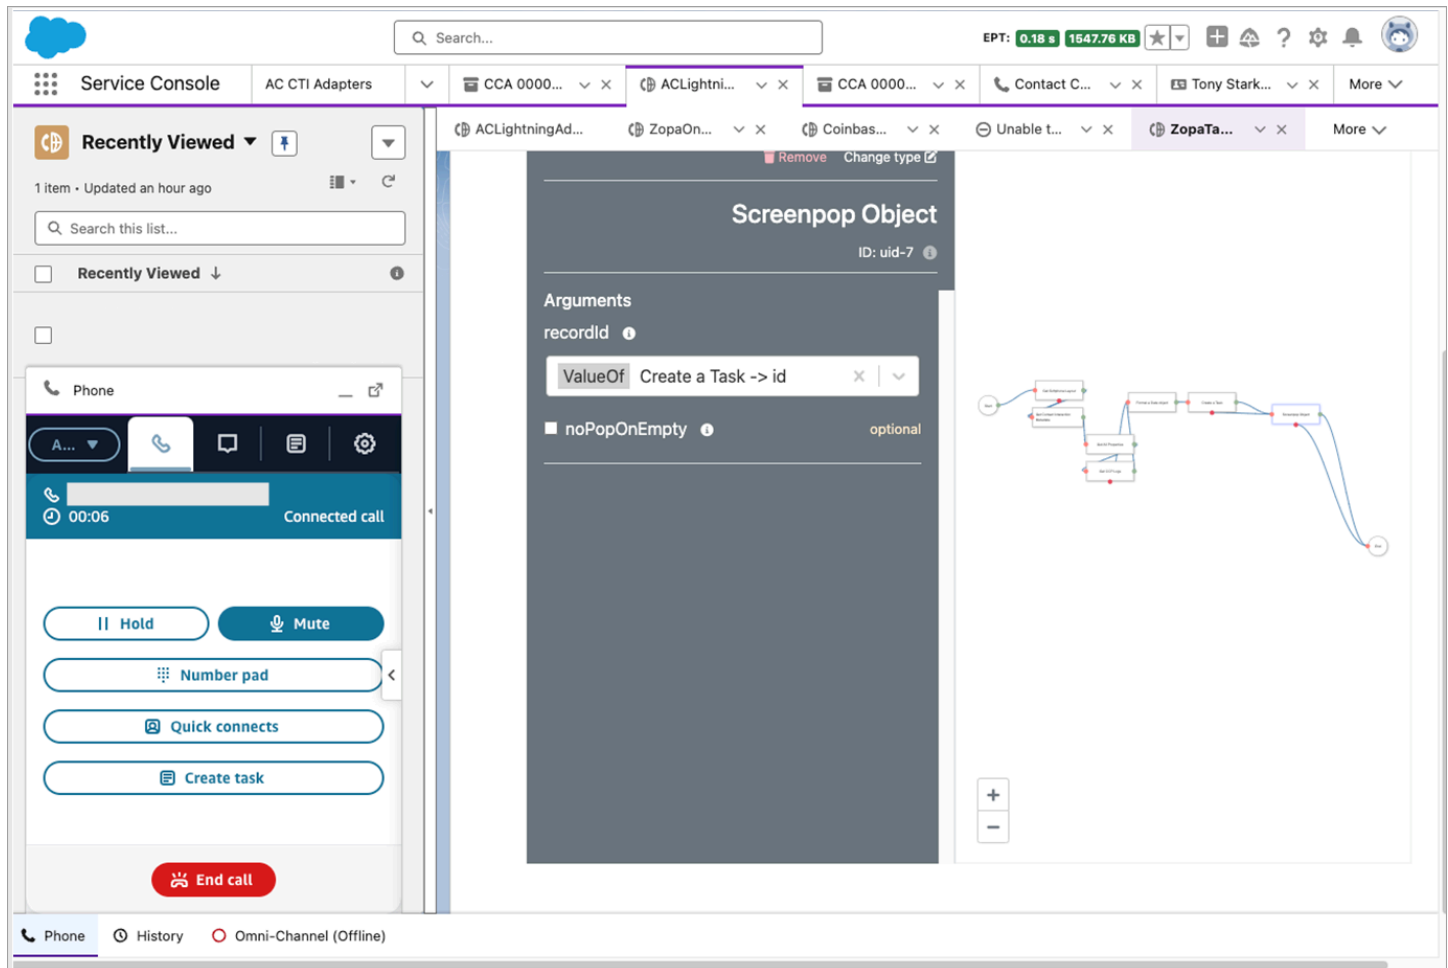 Search...
EPT: 0.18 s 1547.76 KB
Service Console
AC CTI Adapters
CCA 0000...
ACLightni...
CCA 0000...
Contact C...
Tony Stark...
More
ACLightningAd...
ZopaOn...
Coinbas...
Unable t...
ZopaTa...
More
Recently Viewed
1 item • Updated an hour ago
Search this list...
Recently Viewed
Phone
A...
00:06
Connected call
Hold
Mute
Number pad
Quick connects
Create task
End call
Remove Change type
Screenpop Object
ID: uid-7
Arguments
recordId
ValueOf Create a Task -> id
noPopOnEmpty
optional
Create a Task
Screenpop Object
Phone
History
Omni-Channel (Offline)